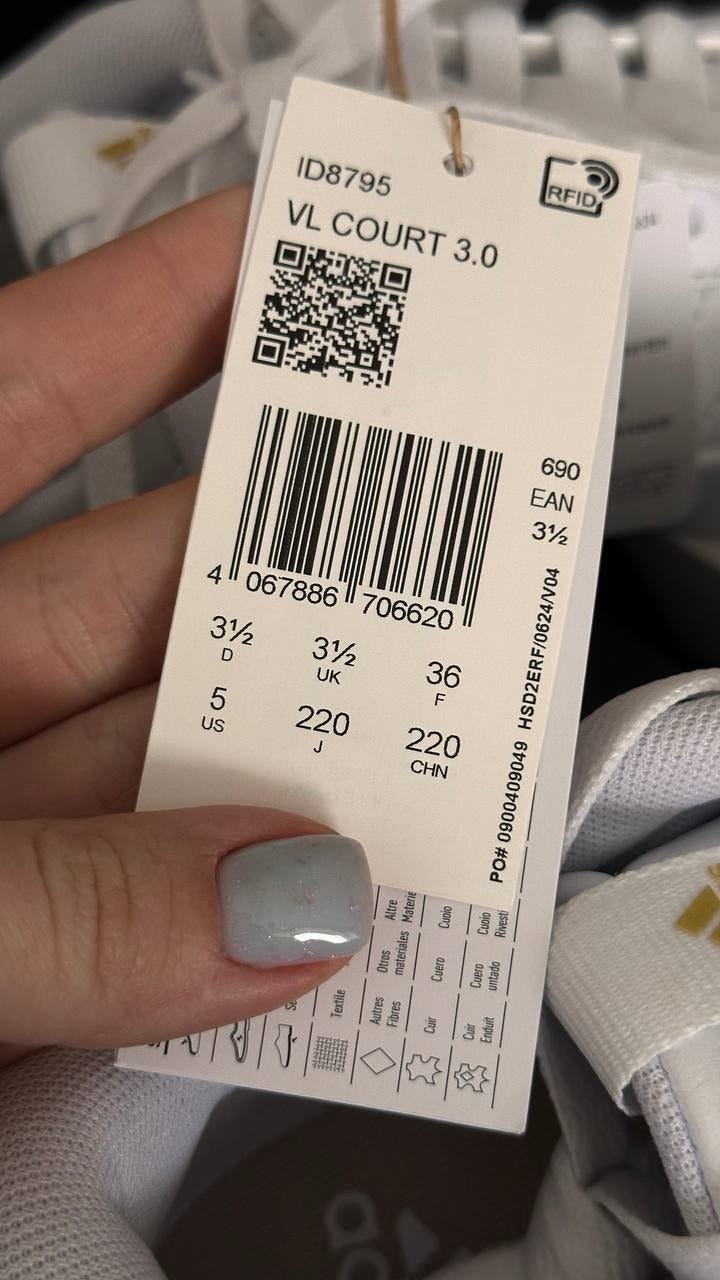 ID8795
RFID
VL COURT 3.0
690
EAN
3½
4 067886 706620
3½ 3½ 36
D UK F
5 220 220
US J CHN
PO# 0900409049 HSD2ERF/0624/V04
Textile
Autres Fibres
Otros materiales
Altre
Cuir
Cuero
Cuoio
Cuir Enduit
Cuero untado
Cuoio Rivesti